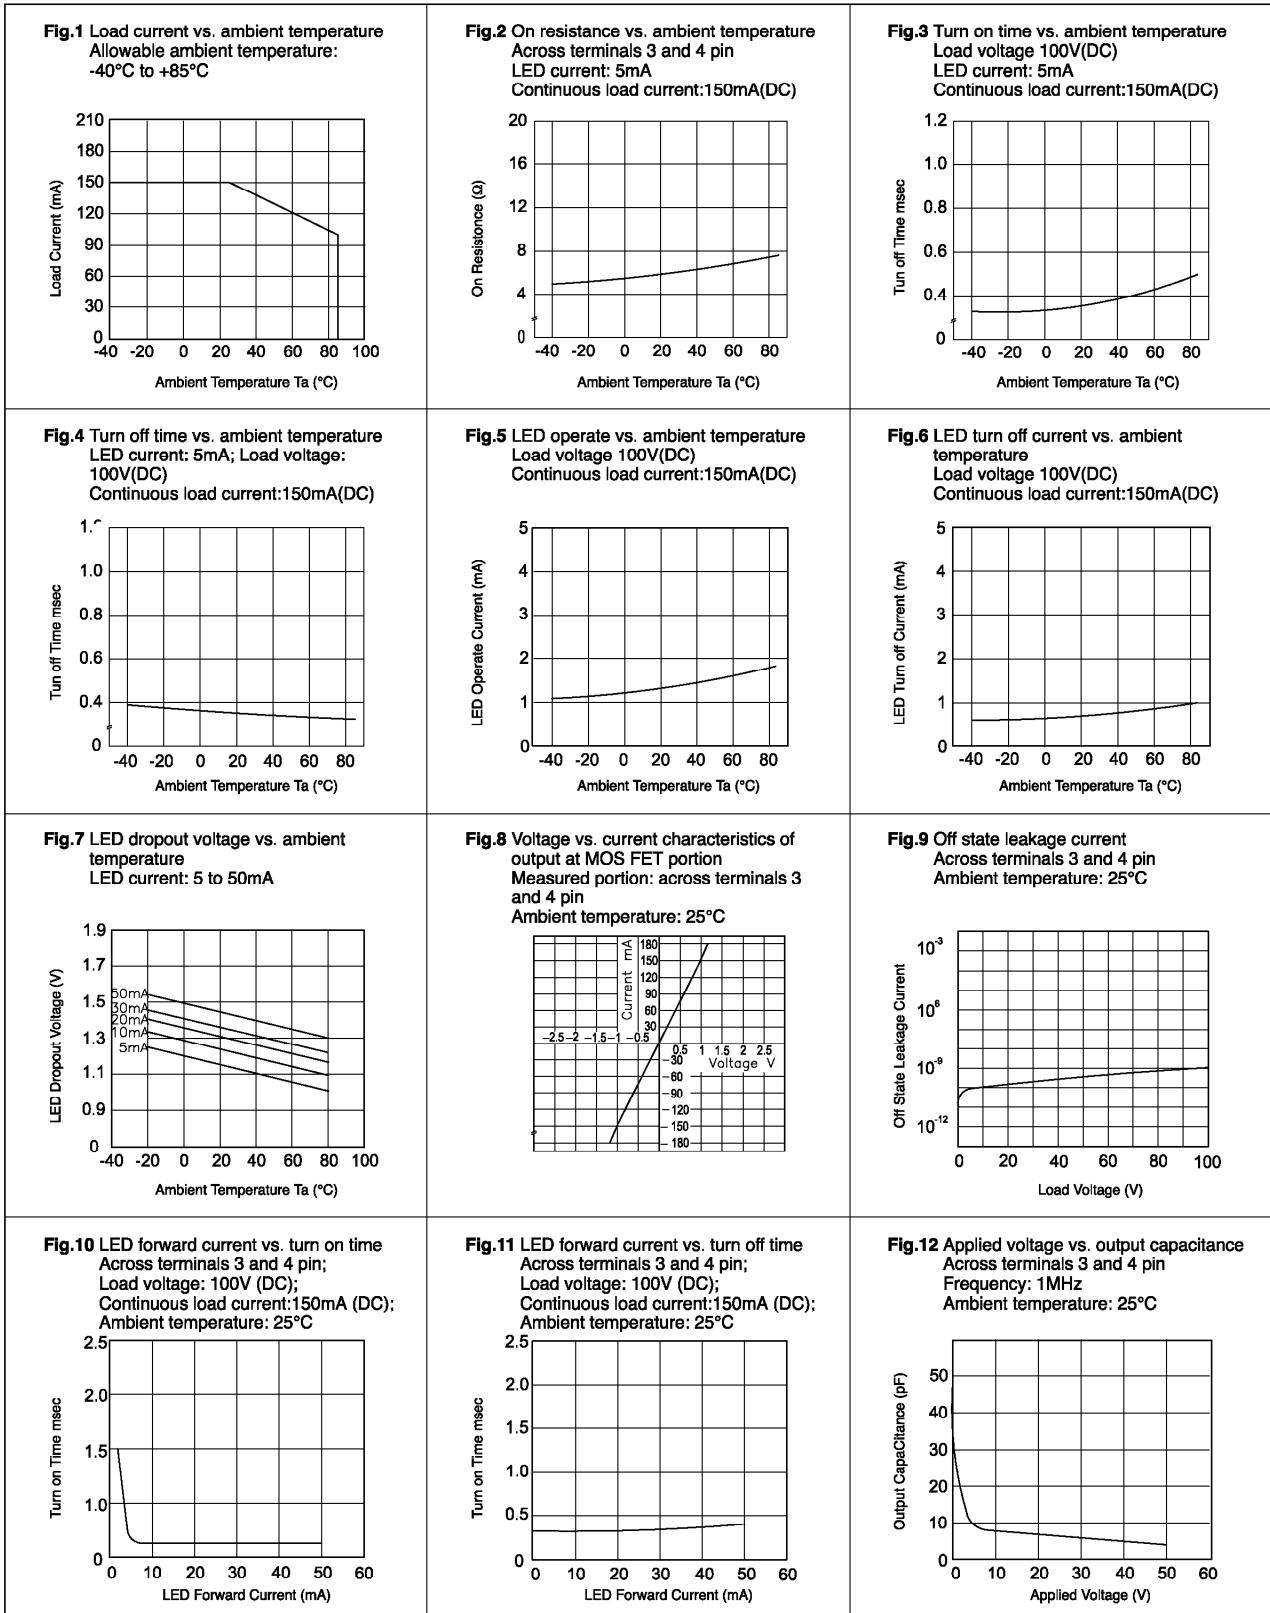 Fig.1 Load current vs. ambient temperature
Allowable ambient temperature:
-40°C to +85°C
210
180
150
120
90
60
30
0
-40 -20 0 20 40 60 80 100
Load Current (mA)
Ambient Temperature Ta (°C)
Fig.2 On resistance vs. ambient temperature
Across terminals 3 and 4 pin
LED current: 5mA
Continuous load current:150mA(DC)
20
16
12
8
4
0
-40 -20 0 20 40 60 80
On Resistonce (Ω)
Ambient Temperature Ta (°C)
Fig.3 Turn on time vs. ambient temperature
Load voltage 100V(DC)
LED current: 5mA
Continuous load current:150mA(DC)
1.2
1.0
0.8
0.6
0.4
0
-40 -20 0 20 40 60 80
Tun off Time msec
Ambient Temperature Ta (°C)
Fig.4 Turn off time vs. ambient temperature
LED current: 5mA; Load voltage:
100V(DC)
Continuous load current:150mA(DC)
1.0
0.8
0.6
0.4
0
-40 -20 0 20 40 60 80
Tun off Time msec
Ambient Temperature Ta (°C)
Fig.5 LED operate vs. ambient temperature
Load voltage 100V(DC)
Continuous load current:150mA(DC)
5
4
3
2
1
0
-40 -20 0 20 40 60 80
LED Operate Current (mA)
Ambient Temperature Ta (°C)
Fig.6 LED turn off current vs. ambient
temperature
Load voltage 100V(DC)
Continuous load current:150mA(DC)
5
4
3
2
1
0
-40 -20 0 20 40 60 80
LED Turn off Current (mA)
Ambient Temperature Ta (°C)
Fig.7 LED dropout voltage vs. ambient
temperature
LED current: 5 to 50mA
1.9
1.7
1.5
1.3
1.1
0.9
0
50mA
30mA
20mA
10mA
5mA
-40 -20 0 20 40 60 80 100
LED Dropout Voltage (V)
Ambient Temperature Ta (°C)
Fig.8 Voltage vs. current characteristics of
output at MOS FET portion
Measured portion: across terminals 3
and 4 pin
Ambient temperature: 25°C
Current mA
180
150
120
90
60
30
-2.5 -2 -1.5 -1 -0.5
0.5 1 1.5 2 2.5
Voltage V
-30
-60
-90
-120
-150
-180
Fig.9 Off state leakage current
Across terminals 3 and 4 pin
Ambient temperature: 25°C
10-3
106
10-9
10-12
0 20 40 60 80 100
Off State Leakage Current
Load Voltage (V)
Fig.10 LED forward current vs. turn on time
Across terminals 3 and 4 pin;
Load voltage: 100V (DC);
Continuous load current:150mA (DC);
Ambient temperature: 25°C
2.5
2.0
1.5
1.0
0
0 10 20 30 40 50 60
Turn on Time msec
LED Forward Current (mA)
Fig.11 LED forward current vs. turn off time
Across terminals 3 and 4 pin;
Load voltage: 100V (DC);
Continuous load current:150mA (DC);
Ambient temperature: 25°C
2.5
2.0
1.5
1.0
0.5
0
0 10 20 30 40 50 60
Turn on Time msec
LED Forward Current (mA)
Fig.12 Applied voltage vs. output capacitance
Across terminals 3 and 4 pin
Frequency: 1MHz
Ambient temperature: 25°C
50
40
30
20
10
0
0 10 20 30 40 50 60
Output CapaCitance (pF)
Applied Voltage (V)